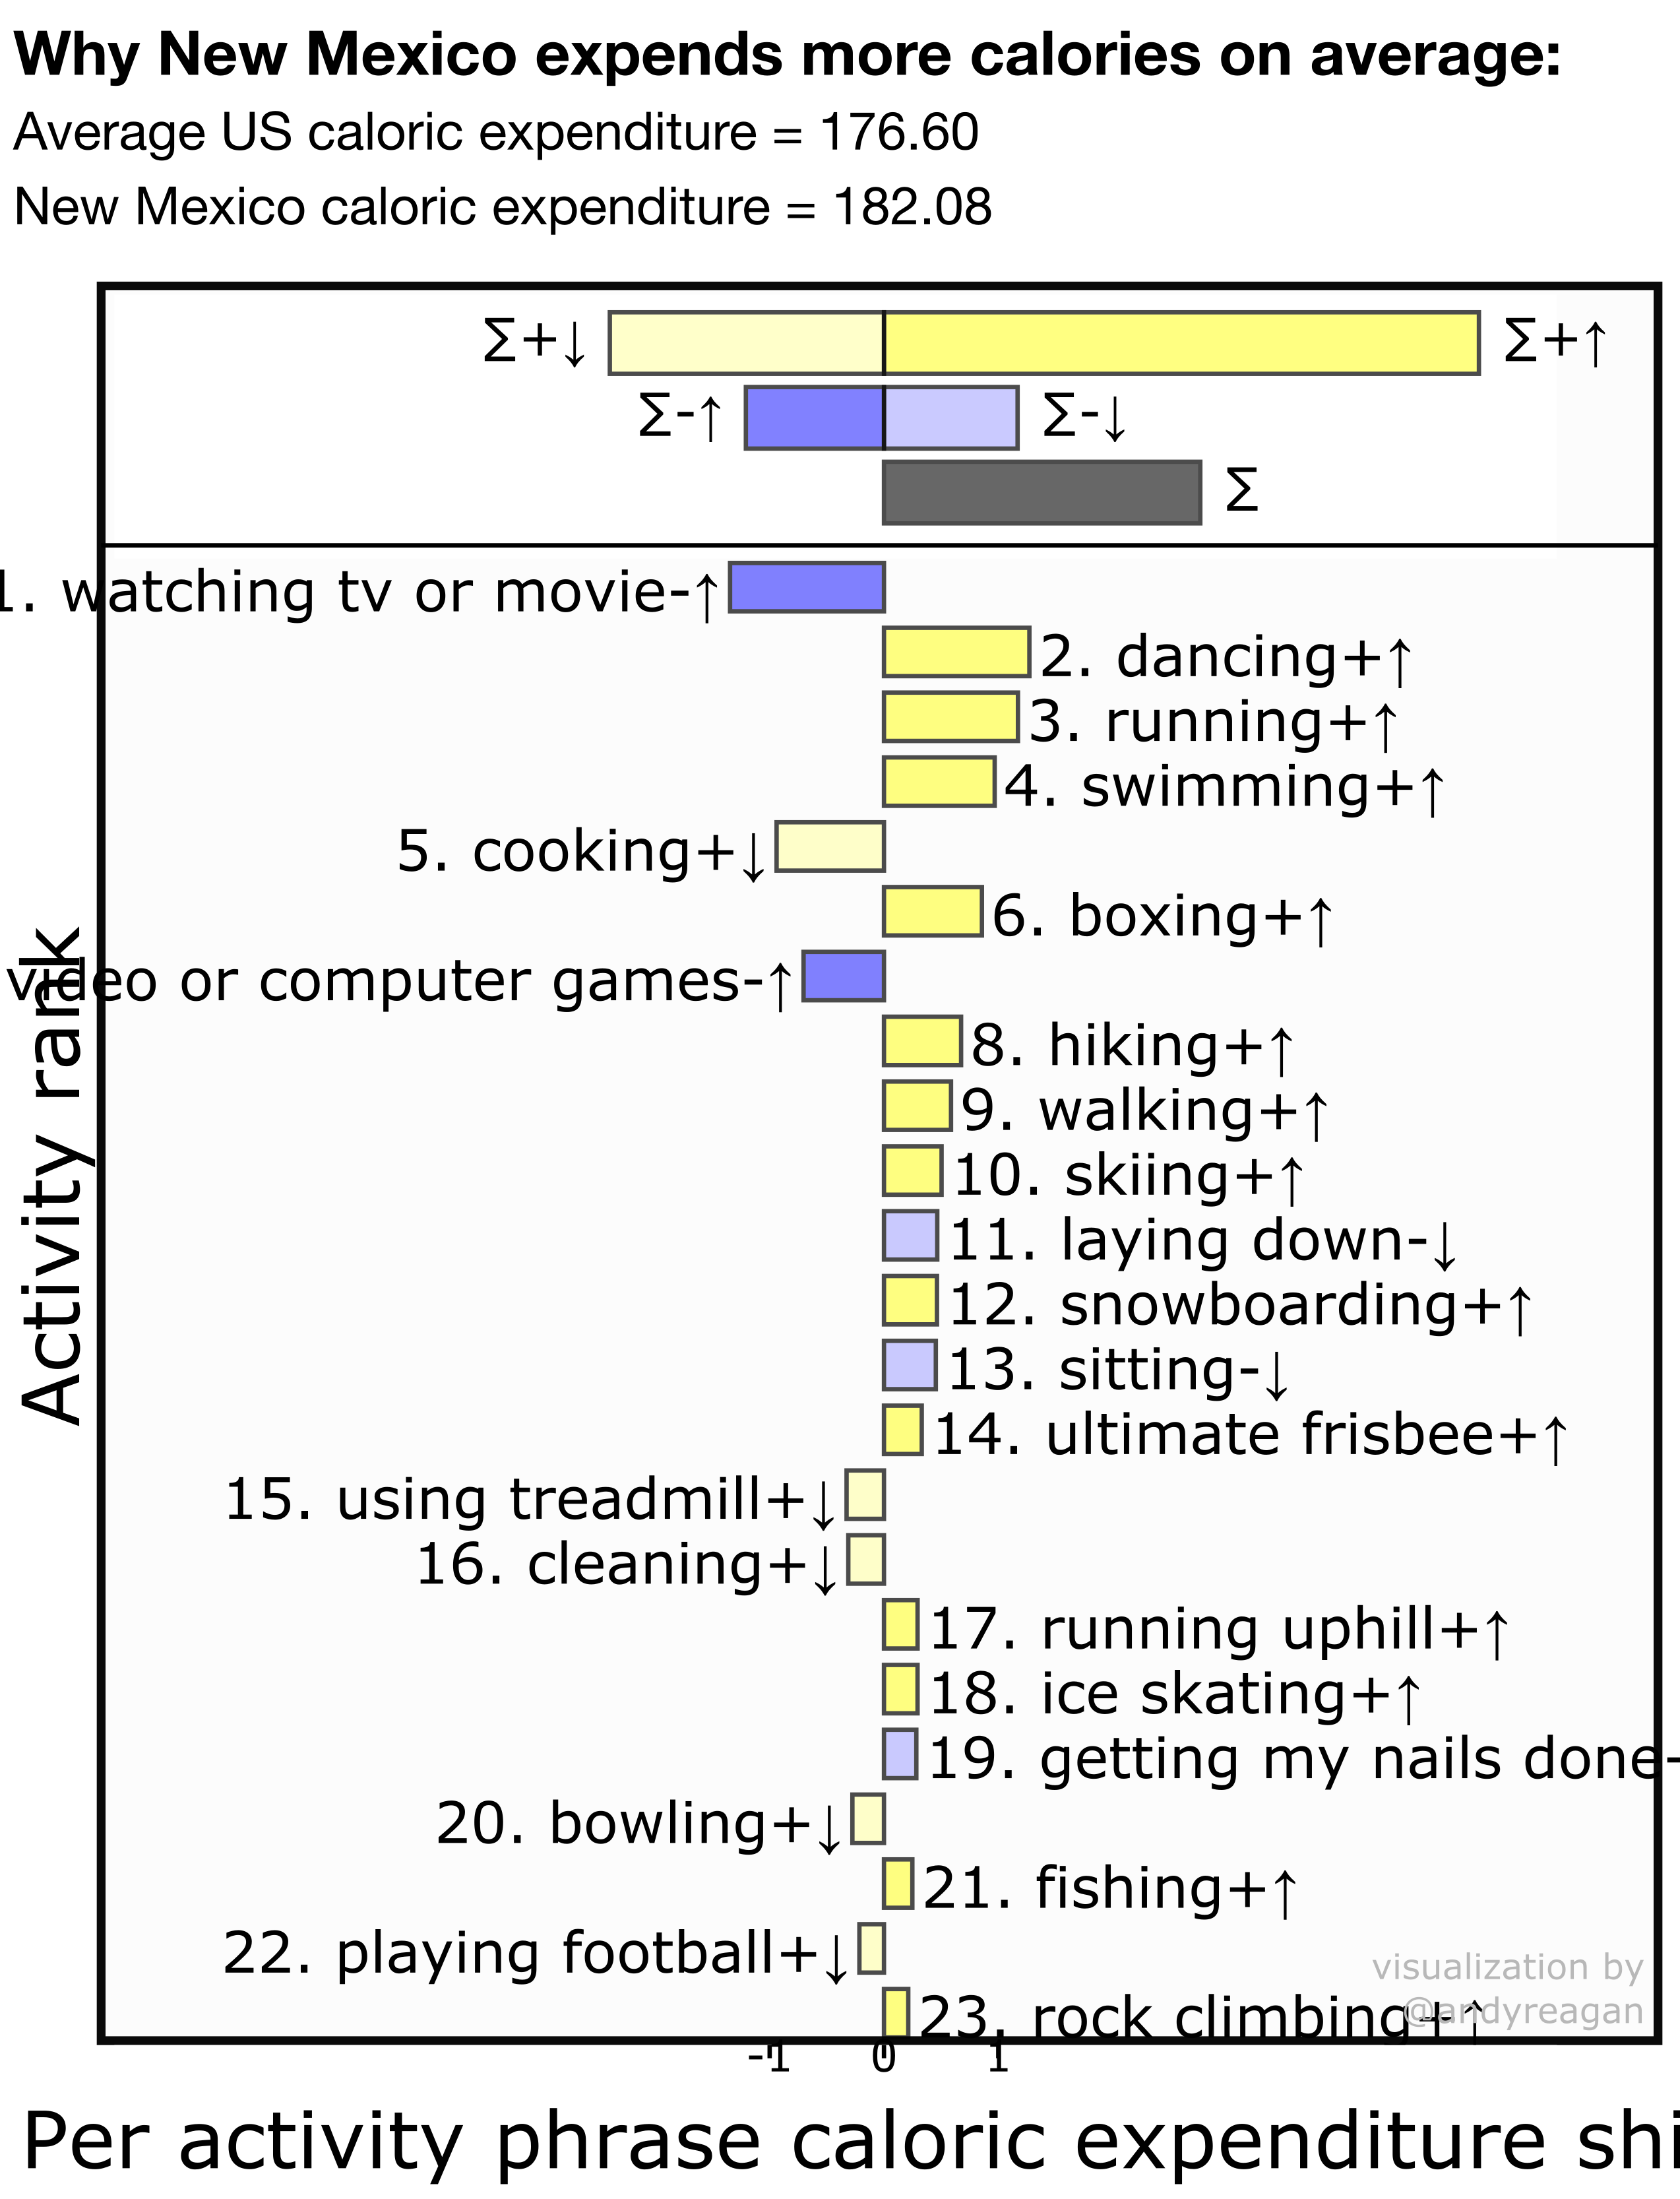 Why New Mexico expends more calories on average:
Average US caloric expenditure = 176.60
New Mexico caloric expenditure = 182.08
∑+↓
∑+↑
∑-↑
∑-↓
∑
1. watching tv or movie-↑
2. dancing+↑
3. running+↑
4. swimming+↑
5. cooking+↓
6. boxing+↑
video or computer games-↑
8. hiking+↑
9. walking+↑
10. skiing+↑
11. laying down-↓
12. snowboarding+↑
13. sitting-↓
14. ultimate frisbee+↑
15. using treadmill+↓
16. cleaning+↓
17. running uphill+↑
18. ice skating+↑
19. getting my nails done-
20. bowling+↓
21. fishing+↑
22. playing football+↓
23. rock climbing+↑
visualization by
@andyreagan
Activity rank
-1 0 1
Per activity phrase caloric expenditure shi